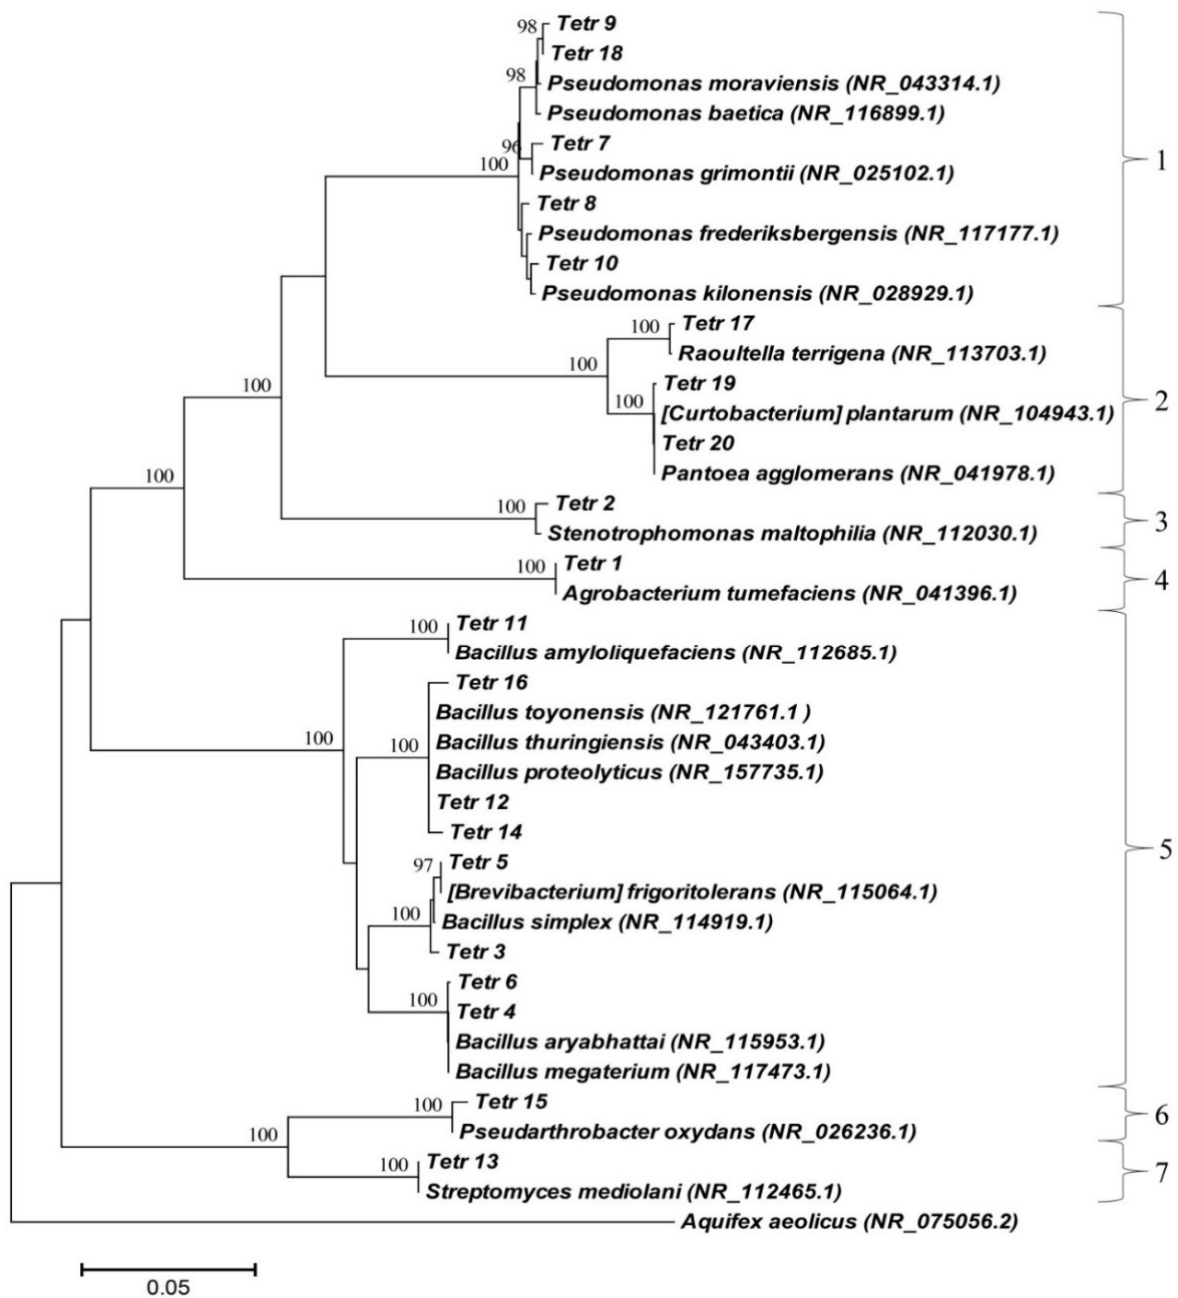 98 Tetr 9
Tetr 18
98 Pseudomonas moraviensis (NR_043314.1)
Pseudomonas baetica (NR_116899.1)
96 Tetr 7
1
100 Pseudomonas grimontii (NR_025102.1)
Tetr 8
Pseudomonas frederiksbergensis (NR_117177.1)
Tetr 10
Pseudomonas kilonensis (NR_028929.1)
100 Tetr 17
Raoultella terrigena (NR_113703.1)
100 Tetr 19
100 [Curtobacterium] plantarum (NR_104943.1)
100 2
Tetr 20
Pantoea agglomerans (NR_041978.1)
100
100 Tetr 2
3
Stenotrophomonas maltophilia (NR_112030.1)
100 Tetr 1
4
Agrobacterium tumefaciens (NR_041396.1)
100 Tetr 11
Bacillus amyloliquefaciens (NR_112685.1)
Tetr 16
Bacillus toyonensis (NR_121761.1 )
100 100 Bacillus thuringiensis (NR_043403.1)
Bacillus proteolyticus (NR_157735.1)
Tetr 12
Tetr 14
5
97 Tetr 5
[Brevibacterium] frigoritolerans (NR_115064.1)
100 Bacillus simplex (NR_114919.1)
Tetr 3
Tetr 6
100 Tetr 4
Bacillus aryabhattai (NR_115953.1)
Bacillus megaterium (NR_117473.1)
100 Tetr 15
6
100 Pseudarthrobacter oxydans (NR_026236.1)
100 Tetr 13
7
Streptomyces mediolani (NR_112465.1)
Aquifex aeolicus (NR_075056.2)
0.05